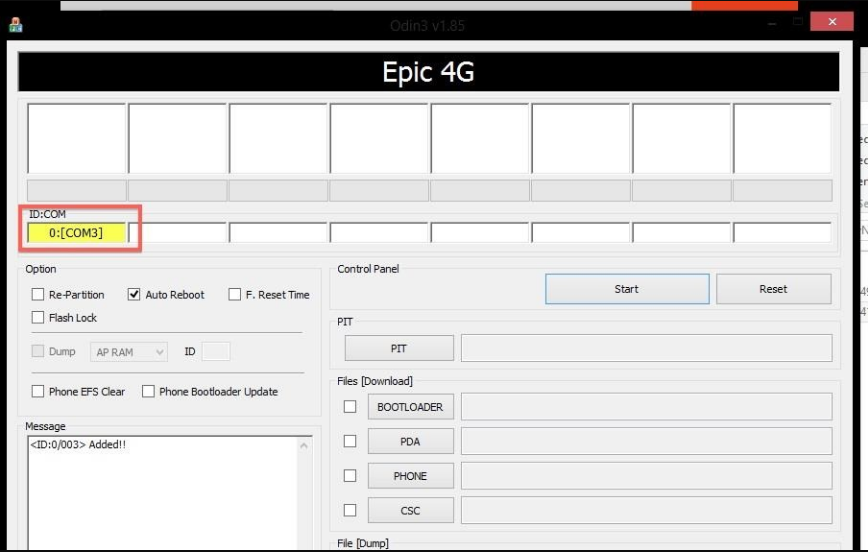 Odin3 v1.85
Epic 4G
ID:COM
0:[COM3]
Option
Re-Partition Auto Reboot F. Reset Time
Flash Lock
Dump AP RAM ID
Phone EFS Clear Phone Bootloader Update
Message
<ID:0/003> Added!!
Control Panel
Start Reset
PIT
PIT
Files [Download]
BOOTLOADER
PDA
PHONE
CSC
File [Dump]